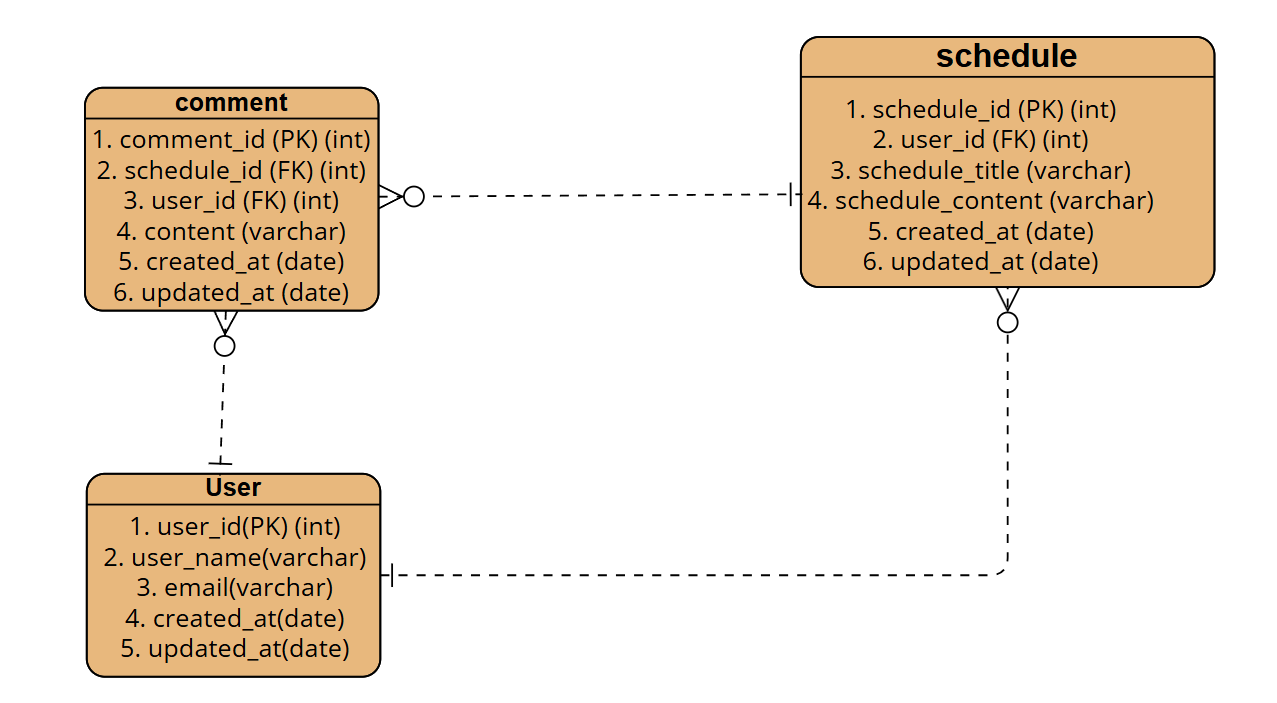 comment
1. comment_id (PK) (int)
2. schedule_id (FK) (int)
3. user_id (FK) (int)
4. content (varchar)
5. created_at (date)
6. updated_at (date)
schedule
1. schedule_id (PK) (int)
2. user_id (FK) (int)
3. schedule_title (varchar)
4. schedule_content (varchar)
5. created_at (date)
6. updated_at (date)
User
1. user_id(PK) (int)
2. user_name(varchar)
3. email(varchar)
4. created_at(date)
5. updated_at(date)